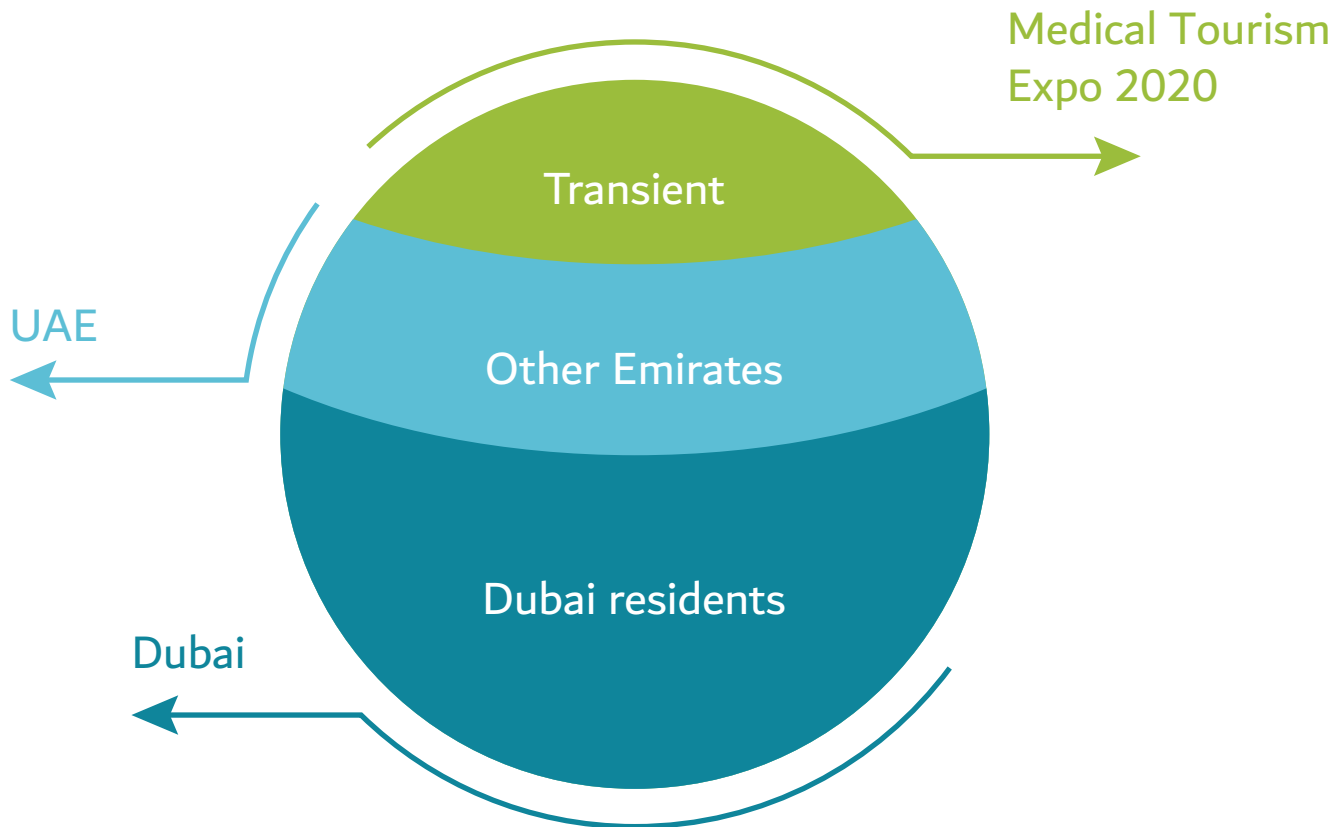 Medical Tourism
Expo 2020
Transient
UAE
Other Emirates
Dubai residents
Dubai